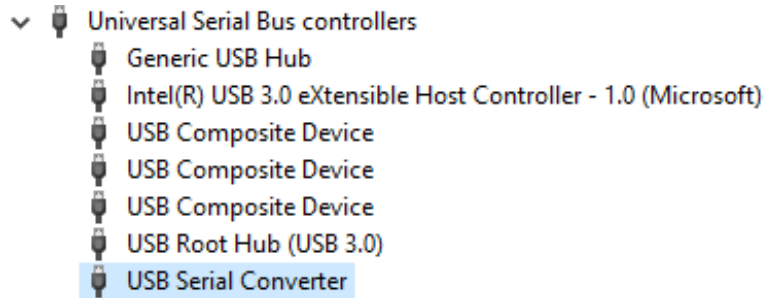 Universal Serial Bus controllers
Generic USB Hub
Intel(R) USB 3.0 eXtensible Host Controller - 1.0 (Microsoft)
USB Composite Device
USB Composite Device
USB Composite Device
USB Root Hub (USB 3.0)
USB Serial Converter